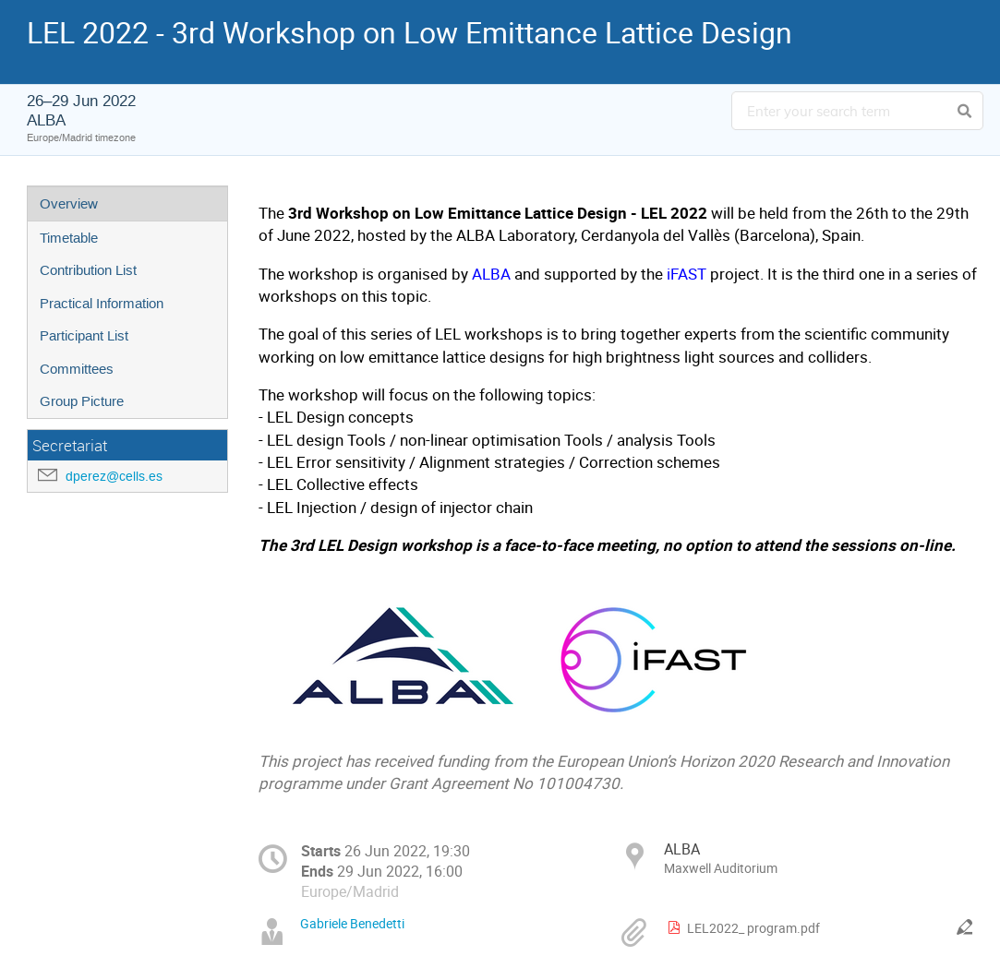 LEL 2022 - 3rd Workshop on Low Emittance Lattice Design
26–29 Jun 2022
ALBA
Europe/Madrid timezone
Enter your search term
Overview
Timetable
Contribution List
Practical Information
Participant List
Committees
Group Picture
Secretariat
dperez@cells.es
The 3rd Workshop on Low Emittance Lattice Design - LEL 2022 will be held from the 26th to the 29th
of June 2022, hosted by the ALBA Laboratory, Cerdanyola del Vallès (Barcelona), Spain.
The workshop is organised by ALBA and supported by the iFAST project. It is the third one in a series of
workshops on this topic.
The goal of this series of LEL workshops is to bring together experts from the scientific community
working on low emittance lattice designs for high brightness light sources and colliders.
The workshop will focus on the following topics:
- LEL Design concepts
- LEL design Tools / non-linear optimisation Tools / analysis Tools
- LEL Error sensitivity / Alignment strategies / Correction schemes
- LEL Collective effects
- LEL Injection / design of injector chain
The 3rd LEL Design workshop is a face-to-face meeting, no option to attend the sessions on-line.
ALBA
iFAST
This project has received funding from the European Union's Horizon 2020 Research and Innovation
programme under Grant Agreement No 101004730.
Starts 26 Jun 2022, 19:30
Ends 29 Jun 2022, 16:00
Europe/Madrid
ALBA
Maxwell Auditorium
Gabriele Benedetti
LEL2022_ program.pdf